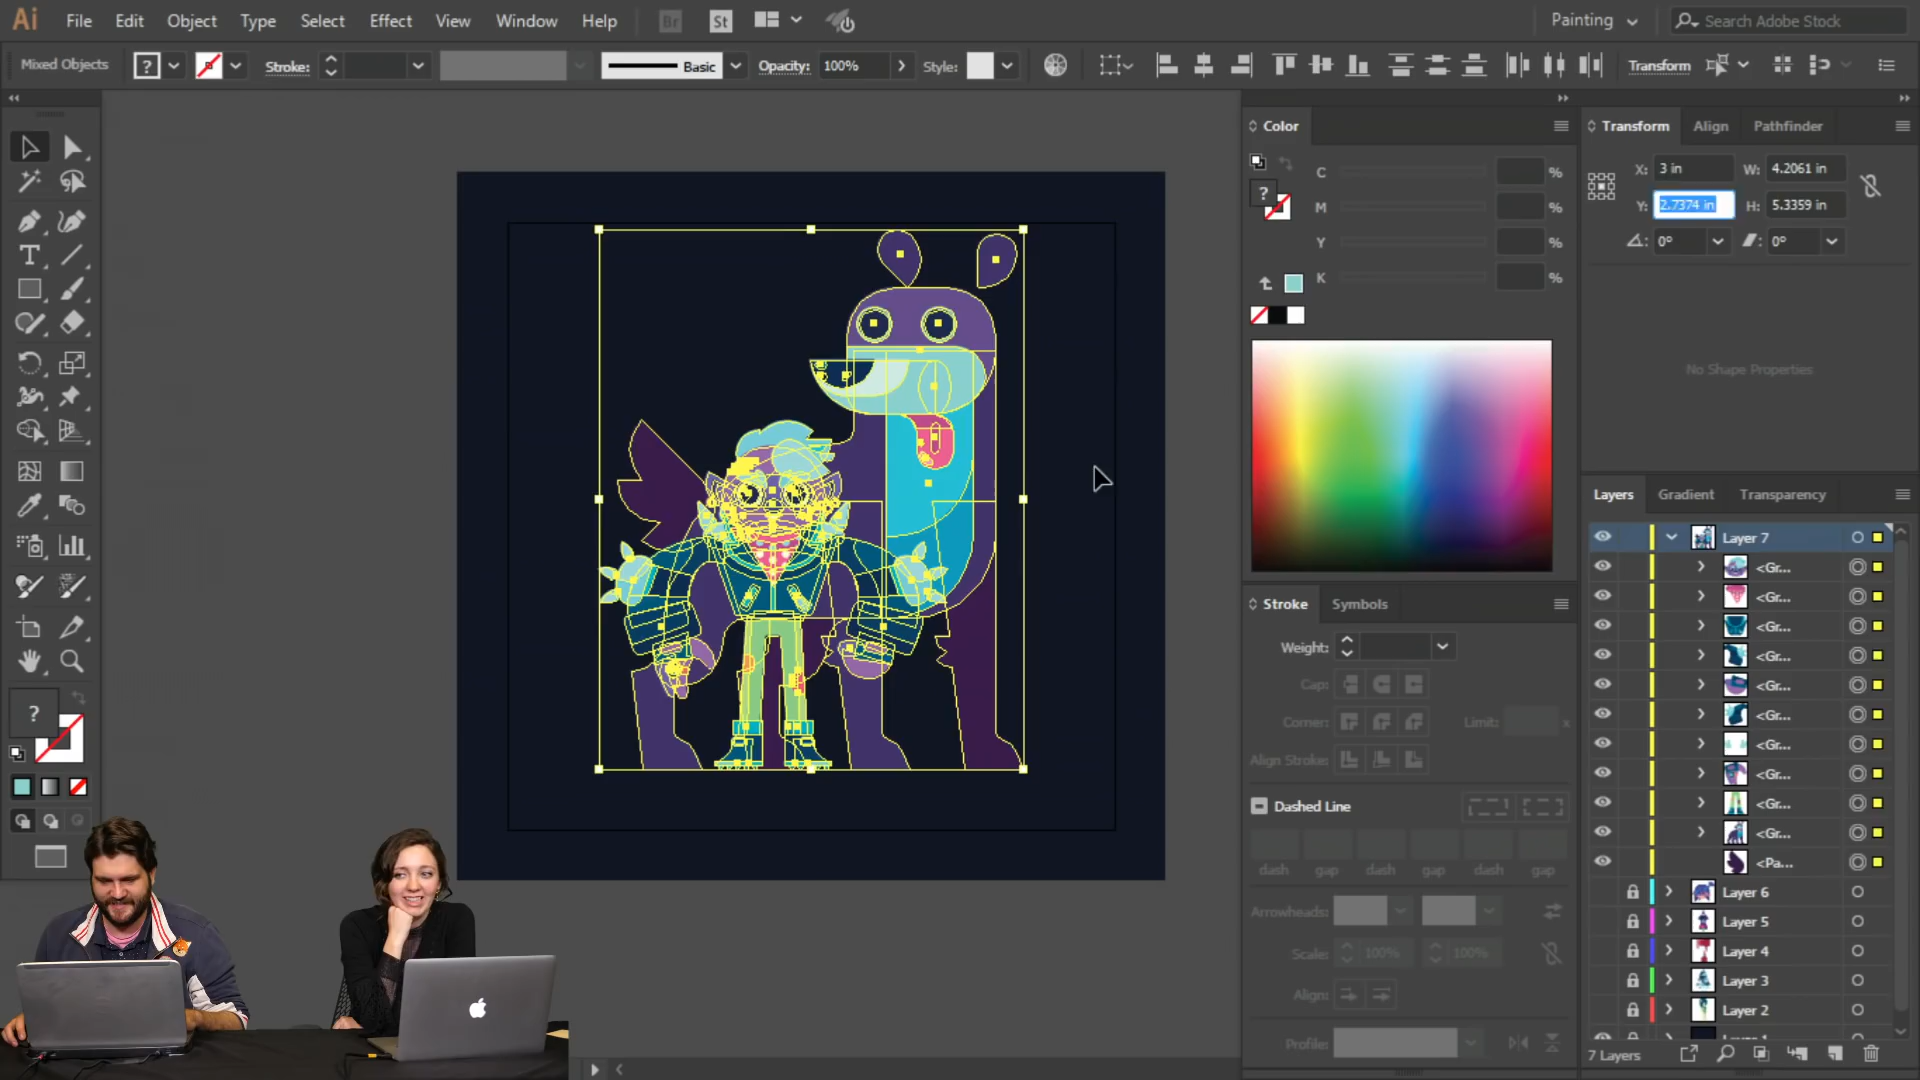 Ai File Edit Object Type Select Effect View Window Help Br St Painting Search Adobe Stock
Mixed Objects ? Stroke: Basic Opacity: 100% Style: Transform
Color
C %
M %
Y %
K %
?
Transform Align Pathfinder
X: 3 in W: 4.2061 in
Y: 2.7374 in H: 5.3359 in
0° 0°
No Shape Properties
T
?
Stroke Symbols
Weight:
Cap:
Corner: Limit: x
Align Stroke:
Dashed Line
dash gap dash gap dash gap
Arrowheads:
Scale: 100% 100%
Align:
Profile:
Layers Gradient Transparency
Layer 7
<Gr...
<Gr...
<Gr...
<Gr...
<Gr...
<Gr...
<Gr...
<Gr...
<Gr...
<Gr...
<Pa...
Layer 6
Layer 5
Layer 4
Layer 3
Layer 2
7 Layers